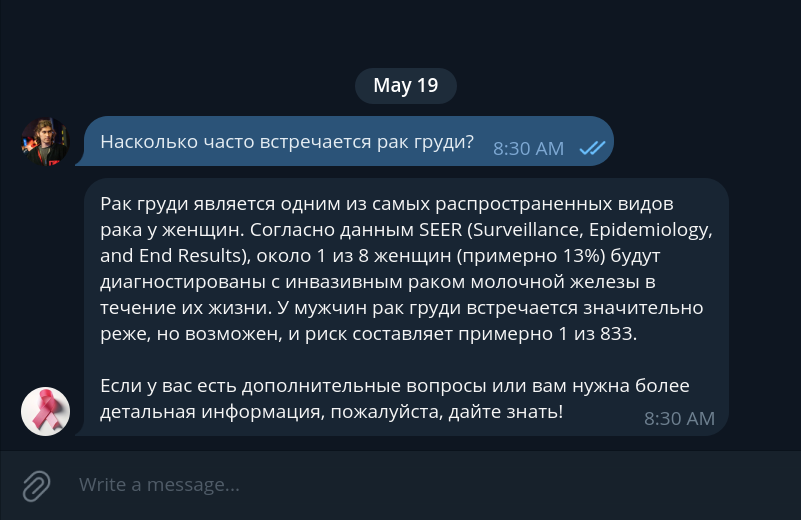 May 19
Насколько часто встречается рак груди?
8:30 AM
Рак груди является одним из самых распространенных видов
рака у женщин. Согласно данным SEER (Surveillance, Epidemiology,
and End Results), около 1 из 8 женщин (примерно 13%) будут
диагностированы с инвазивным раком молочной железы в
течение их жизни. У мужчин рак груди встречается значительно
реже, но возможен, и риск составляет примерно 1 из 833.
Если у вас есть дополнительные вопросы или вам нужна более
детальная информация, пожалуйста, дайте знать!
8:30 AM
Write a message...